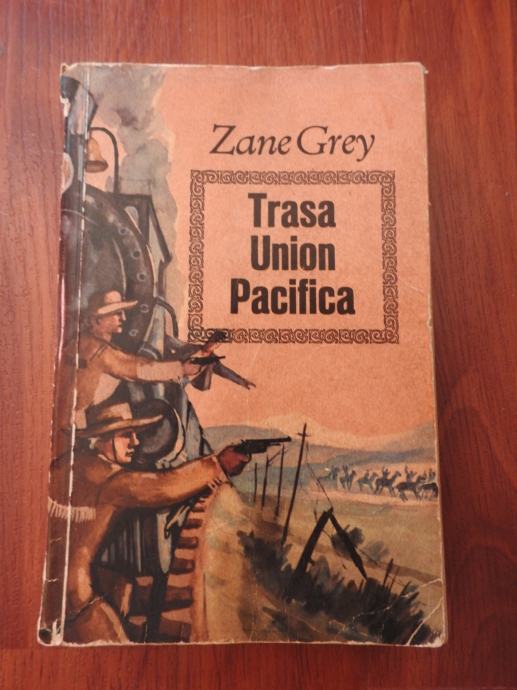 Zane Grey
Trasa
Union
Pacifica